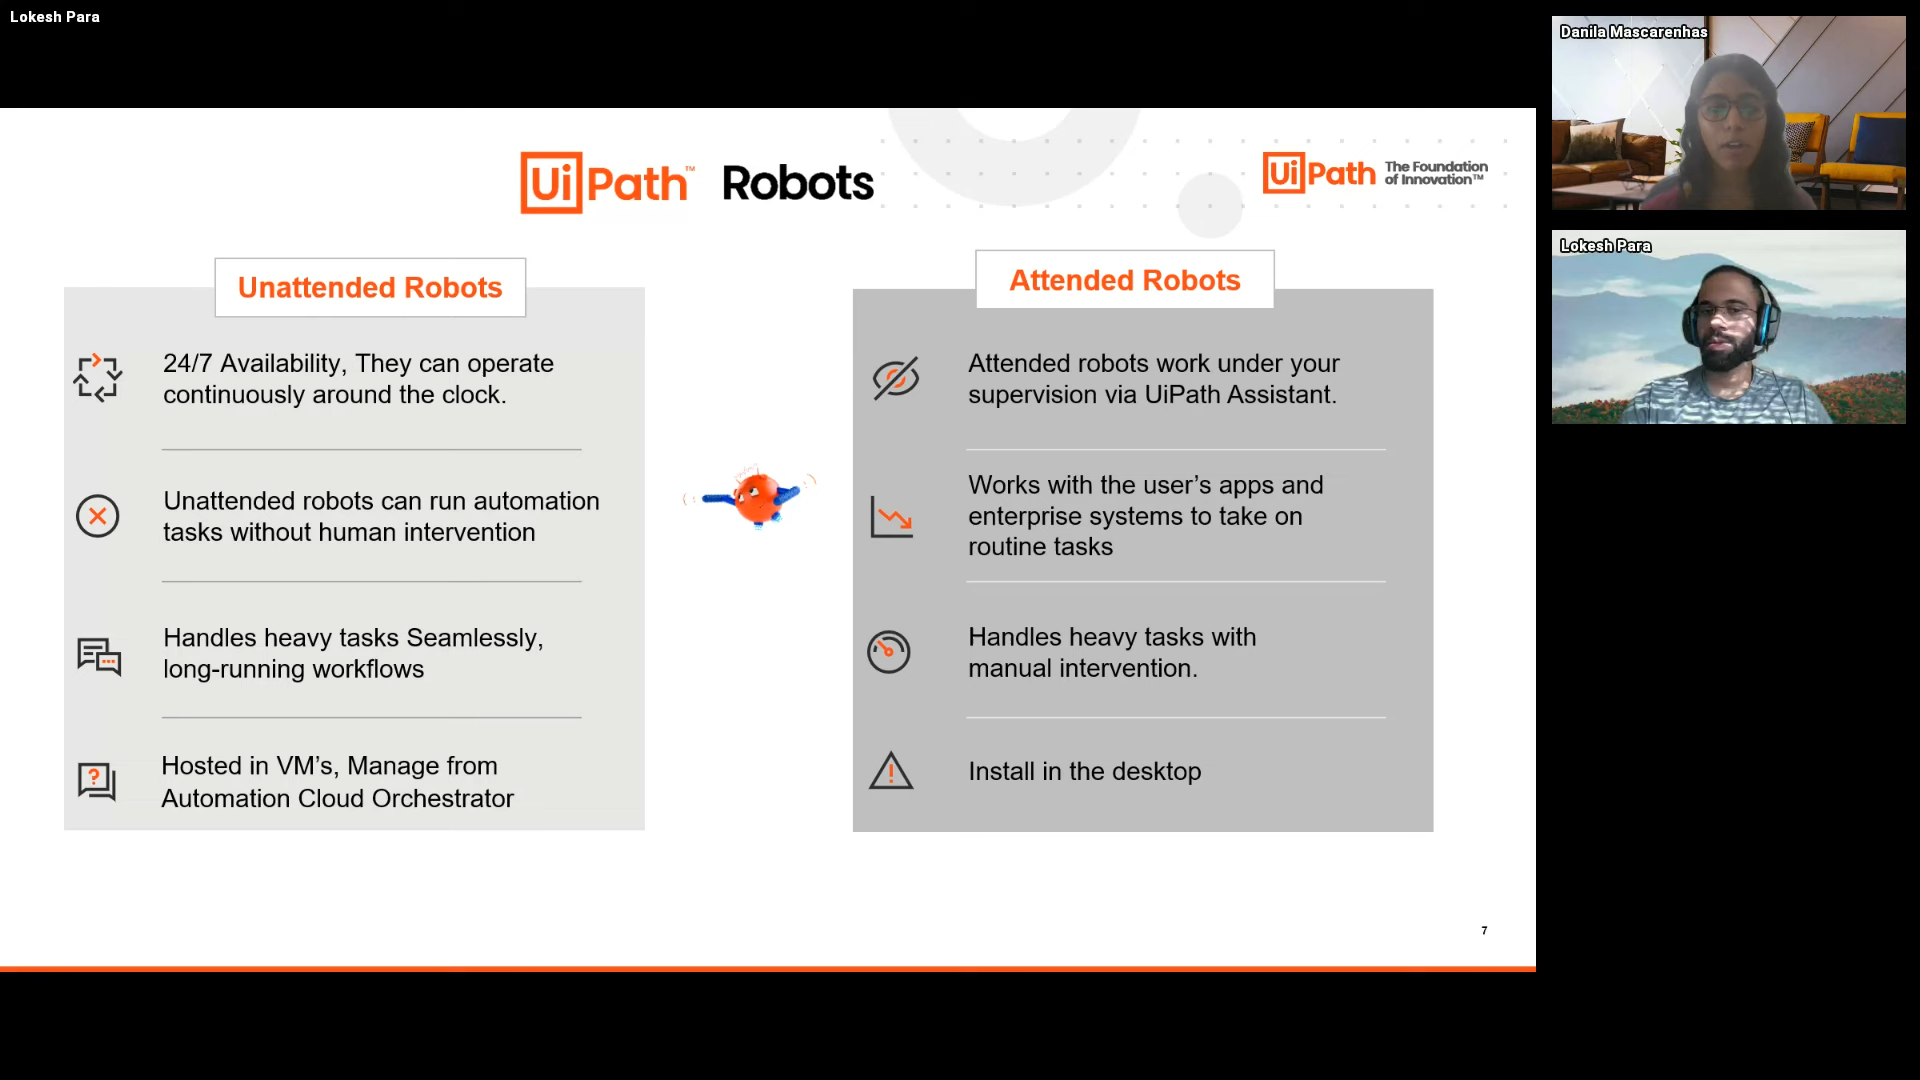 Lokesh Para
Danila Mascarenhas
Lokesh Para
UiPath™ Robots
UiPath The Foundation
of Innovation™
Unattended Robots
24/7 Availability, They can operate
continuously around the clock.
Unattended robots can run automation
tasks without human intervention
Handles heavy tasks Seamlessly,
long-running workflows
Hosted in VM's, Manage from
Automation Cloud Orchestrator
Attended Robots
Attended robots work under your
supervision via UiPath Assistant.
Works with the user's apps and
enterprise systems to take on
routine tasks
Handles heavy tasks with
manual intervention.
Install in the desktop
7